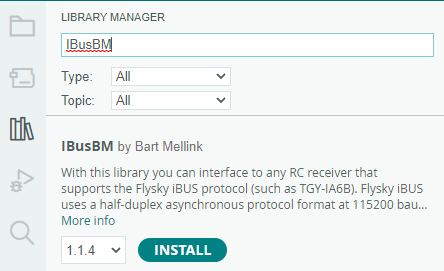 LIBRARY MANAGER
IBusBM
Type: All
Topic: All
IBusBM by Bart Mellink
With this library you can interface to any RC receiver that
supports the Flysky iBUS protocol (such as TGY-IA6B). Flysky iBUS
uses a half-duplex asynchronous protocol format at 115200 bau...
More info
1.1.4 INSTALL